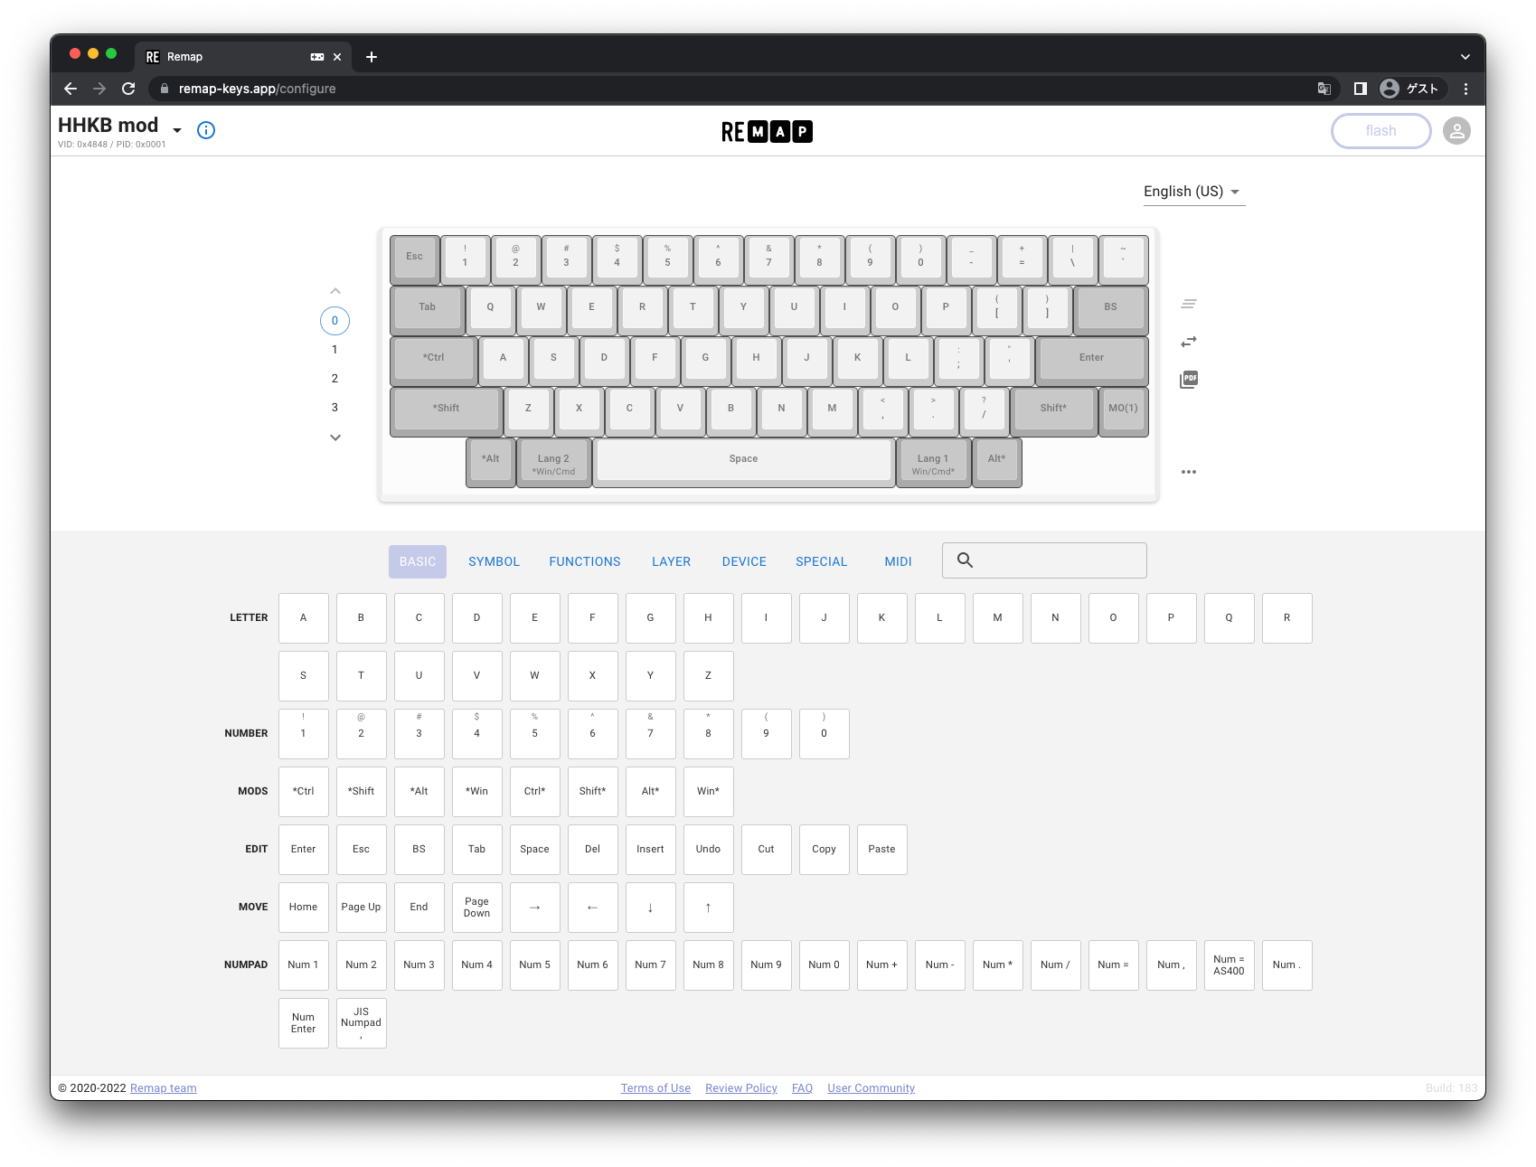 RE Remap
remap-keys.app/configure
ゲスト
HHKB mod
VID: 0x4848 / PID: 0x0001
REMAP
flash
English (US)
Esc ! 1 @ 2 # 3 $ 4 % 5 ^ 6 & 7 * 8 ( 9 ) 0 _ - + = | \ ~ `
Tab Q W E R T Y U I O P { [ } ] BS
*Ctrl A S D F G H J K L : ; " ' Enter
*Shift Z X C V B N M < , > . ? / Shift* MO(1)
*Alt Lang 2 *Win/Cmd Space Lang 1 Win/Cmd* Alt*
0
1
2
3
PDF
BASIC SYMBOL FUNCTIONS LAYER DEVICE SPECIAL MIDI
LETTER A B C D E F G H I J K L M N O P Q R
S T U V W X Y Z
NUMBER ! 1 @ 2 # 3 $ 4 % 5 ^ 6 & 7 * 8 ( 9 ) 0
MODS *Ctrl *Shift *Alt *Win Ctrl* Shift* Alt* Win*
EDIT Enter Esc BS Tab Space Del Insert Undo Cut Copy Paste
MOVE Home Page Up End Page Down → ← ↓ ↑
NUMPAD Num 1 Num 2 Num 3 Num 4 Num 5 Num 6 Num 7 Num 8 Num 9 Num 0 Num + Num - Num * Num / Num = Num , Num = AS400 Num .
Num Enter JIS Numpad ,
© 2020-2022 Remap team Terms of Use Review Policy FAQ User Community Build: 183